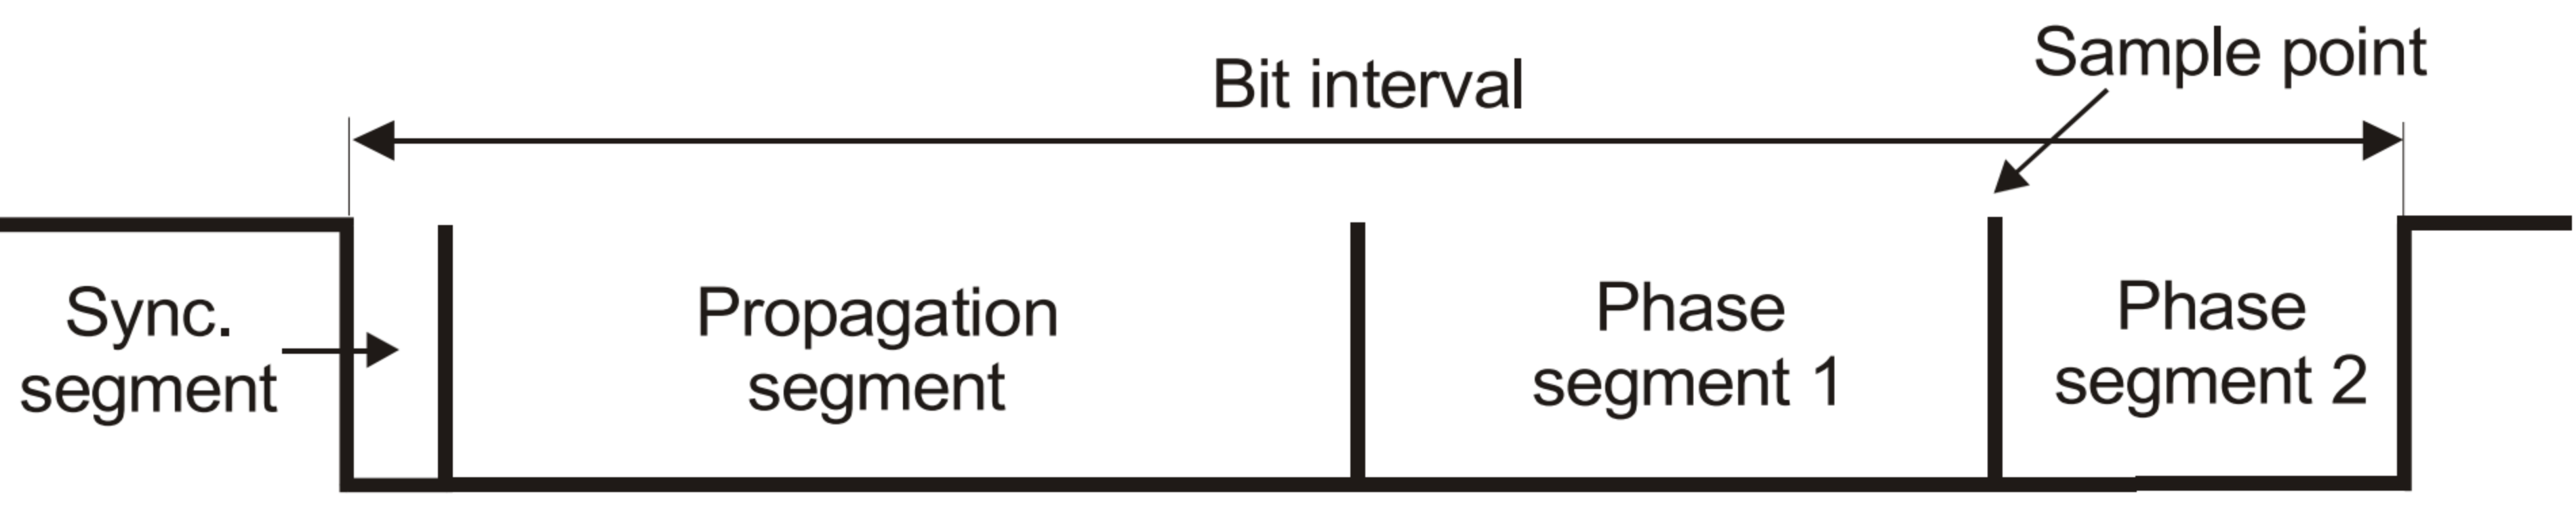 Sample point
Bit interval
Sync.
segment
Propagation
segment
Phase
segment 1
Phase
segment 2